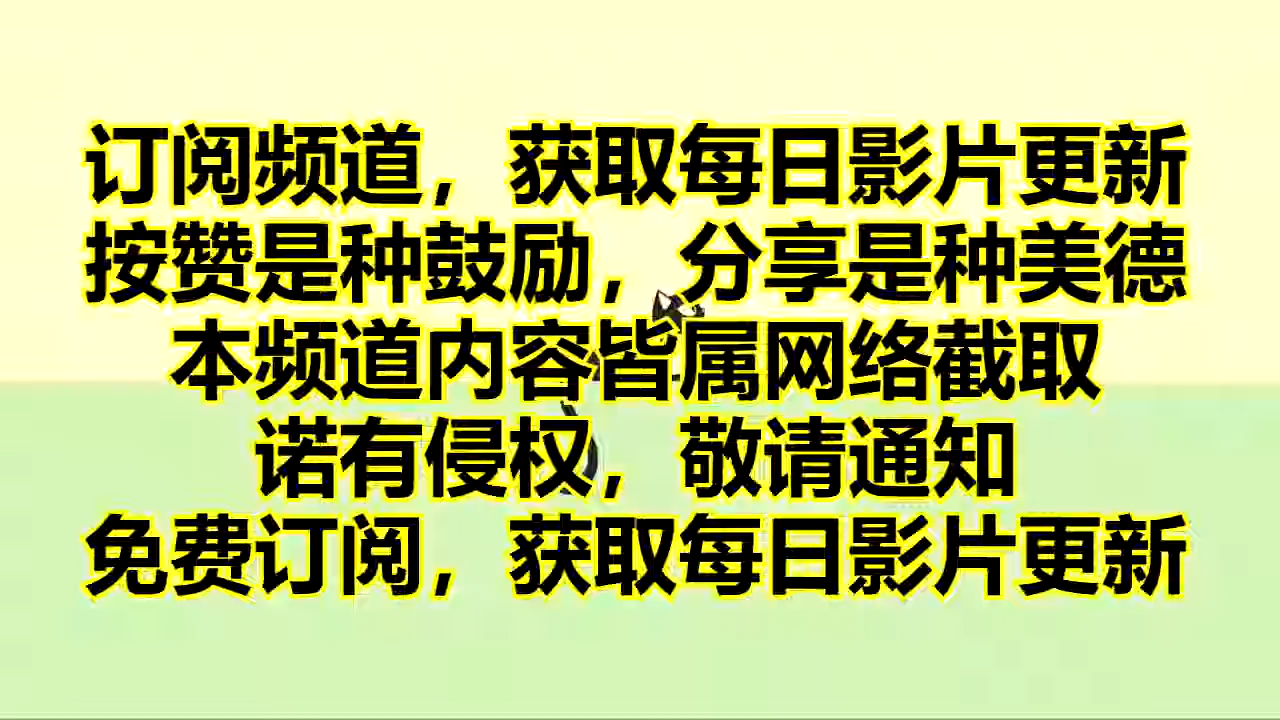 订阅频道，获取每日影片更新
按赞是种鼓励，分享是种美德
本频道内容皆属网络截取
诺有侵权，敬请通知
免费订阅，获取每日影片更新